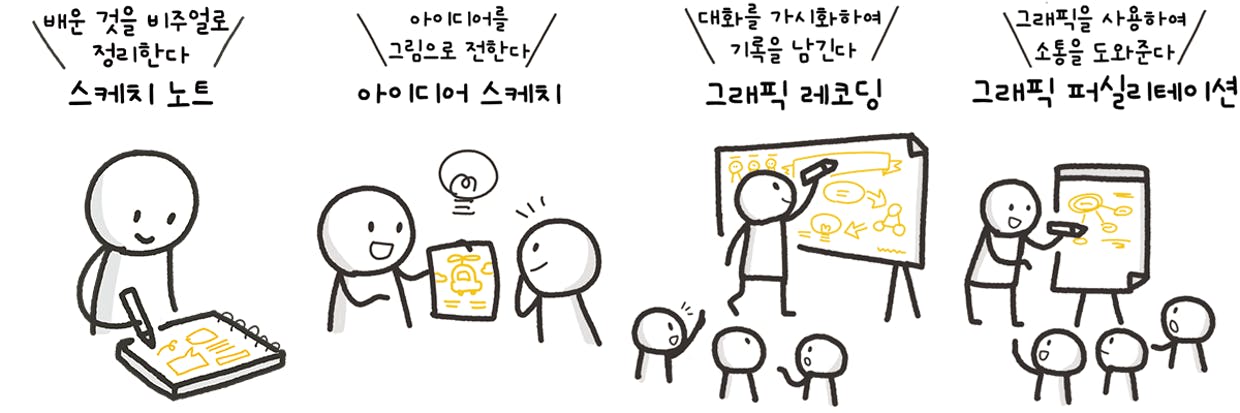 배운 것을 비주얼로
정리한다
스케치 노트
아이디어를
그림으로 전한다
아이디어 스케치
대화를 가시화하여
기록을 남긴다
그래픽 레코딩
그래픽을 사용하여
소통을 도와준다
그래픽 퍼실리테이션